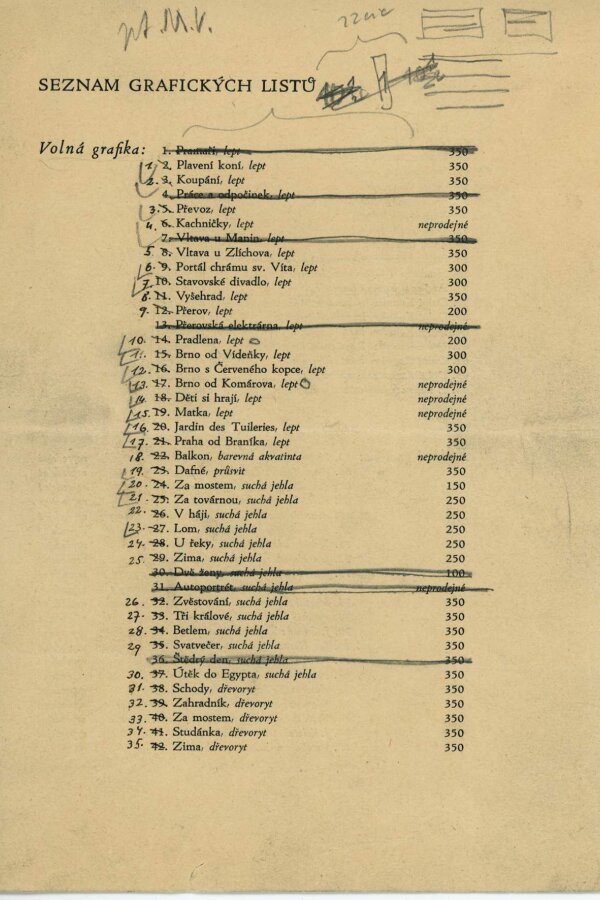 M.V.
SEZNAM GRAFICKÝCH LISTŮ
Volná grafika:
1. Pramaři, lept 350
1. 2. Plavení koní, lept 350
2. 3. Koupání, lept 350
4. Práce a odpočinek, lept 350
3. 5. Převoz, lept 350
4. 6. Kachničky, lept neprodejné
7. Vltava u Manin, lept 350
5. 8. Vltava u Zlíchova, lept 350
6. 9. Portál chrámu sv. Víta, lept 300
7. 10. Stavovské divadlo, lept 300
8. 11. Vyšehrad, lept 350
9. 12. Přerov, lept 200
13. Přerovská elektrárna, lept neprodejné
10. 14. Pradlena, lept 200
11. 15. Brno od Vídeňky, lept 300
12. 16. Brno s Červeného kopce, lept 300
13. 17. Brno od Komárova, lept neprodejné
14. 18. Děti si hrají, lept neprodejné
15. 19. Matka, lept neprodejné
16. 20. Jardín des Tuileries, lept 350
17. 21. Praha od Braníka, lept 350
18. 22. Balkon, barevná akvatinta neprodejné
19. 23. Dafné, průsvit 350
20. 24. Za mostem, suchá jehla 150
21. 25. Za továrnou, suchá jehla 250
22. 26. V háji, suchá jehla 250
23. 27. Lom, suchá jehla 250
24. 28. U řeky, suchá jehla 250
25. 29. Zima, suchá jehla 250
30. Dvě ženy, suchá jehla 100
31. Autoportrét, suchá jehla neprodejné
26. 32. Zvěstování, suchá jehla 350
27. 33. Tři králové, suchá jehla 350
28. 34. Betlem, suchá jehla 350
29 35. Svatvečer, suchá jehla 350
36. Štědrý den, suchá jehla 350
30. 37. Útěk do Egypta, suchá jehla 350
31. 38. Schody, dřevoryt 350
32. 39. Zahradník, dřevoryt 350
33. 40. Za mostem, dřevoryt 350
34. 41. Studánka, dřevoryt 350
35. 42. Zima, dřevoryt 350